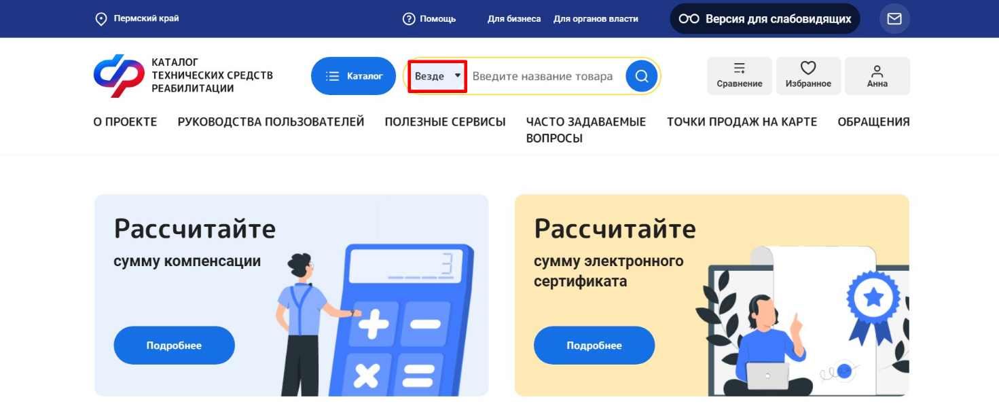 Пермский край
Помощь
Для бизнеса
Для органов власти
Версия для слабовидящих
КАТАЛОГ
ТЕХНИЧЕСКИХ СРЕДСТВ
РЕАБИЛИТАЦИИ
Каталог
Везде
Введите название товара
Сравнение
Избранное
Анна
О ПРОЕКТЕ
РУКОВОДСТВА ПОЛЬЗОВАТЕЛЕЙ
ПОЛЕЗНЫЕ СЕРВИСЫ
ЧАСТО ЗАДАВАЕМЫЕ
ВОПРОСЫ
ТОЧКИ ПРОДАЖ НА КАРТЕ
ОБРАЩЕНИЯ
Рассчитайте
сумму компенсации
3
Подробнее
Рассчитайте
сумму электронного
сертификата
Подробнее